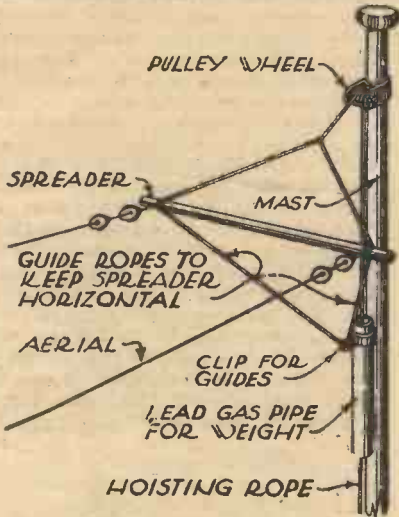 PULLEY WHEEL
SPREADER
MAST
GUIDE ROPES TO
KEEP SPREADER
HORIZONTAL
AERIAL
CLIP FOR
GUIDES
LEAD GAS PIPE
FOR WEIGHT
HOISTING ROPE